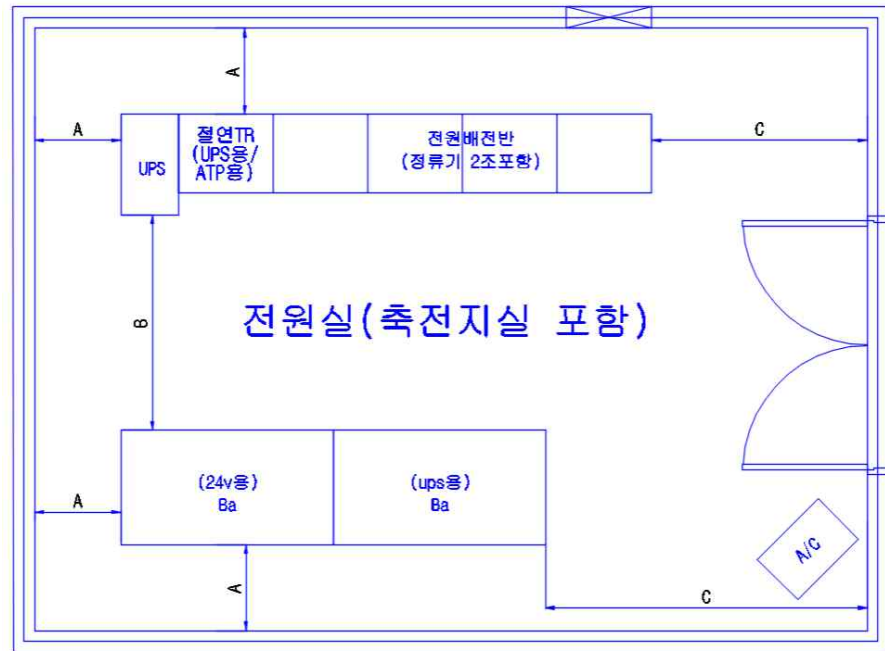 A
A
C
UPS
절연TR
(UPS용/
ATP용)
전원배전반
(정류기 2조포함)
B
전원실(축전지실 포함)
A
(24v용)
Ba
(ups용)
Ba
A/C
A
C